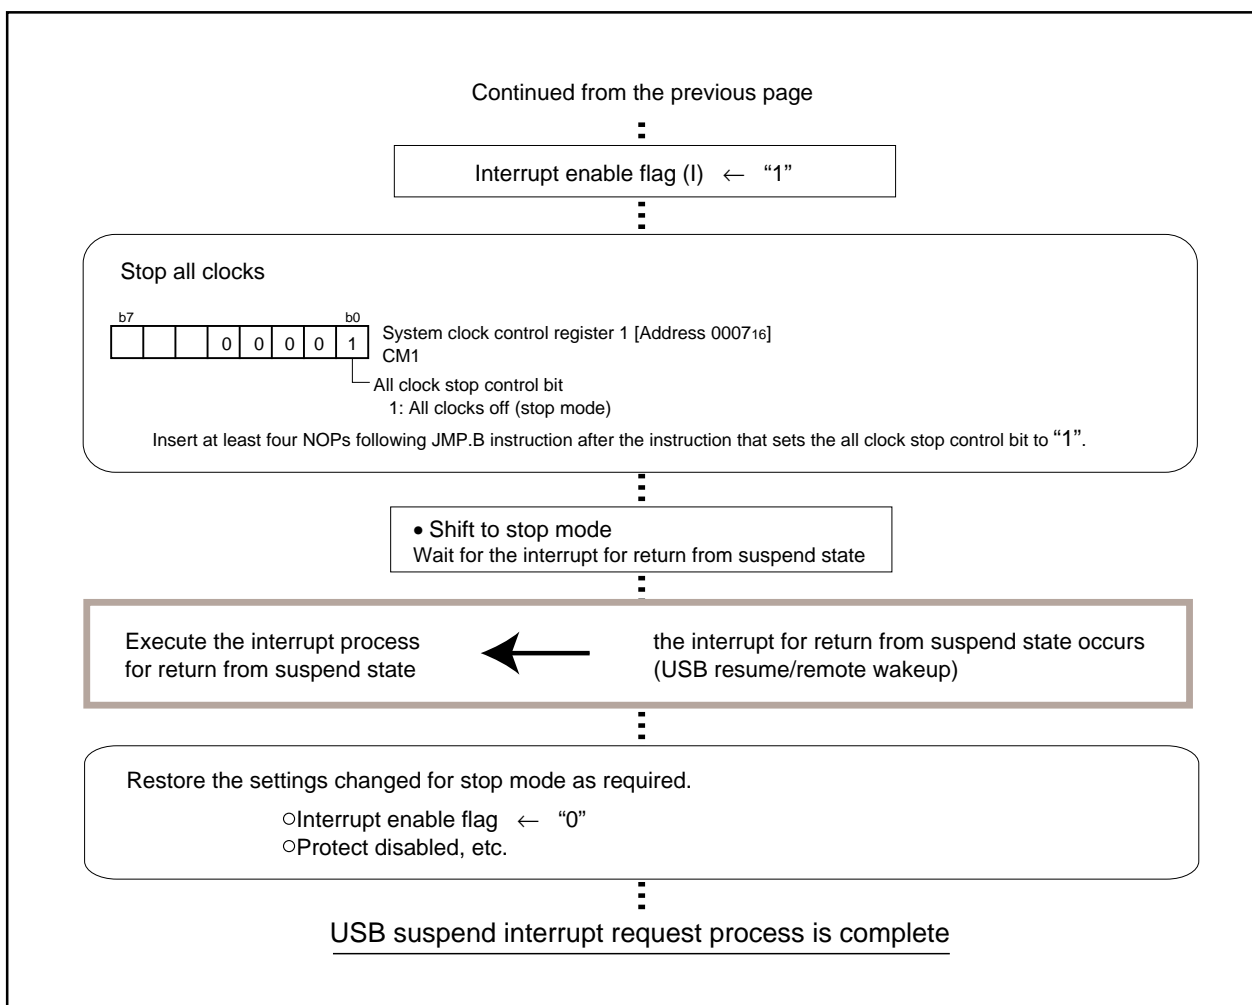 Continued from the previous page
Interrupt enable flag (I) ← “1”
Stop all clocks
b7 b0
0 0 0 0 1
System clock control register 1 [Address 000716]
CM1
All clock stop control bit
1: All clocks off (stop mode)
Insert at least four NOPs following JMP.B instruction after the instruction that sets the all clock stop control bit to “1”.
• Shift to stop mode
Wait for the interrupt for return from suspend state
Execute the interrupt process
for return from suspend state
the interrupt for return from suspend state occurs
(USB resume/remote wakeup)
Restore the settings changed for stop mode as required.
○Interrupt enable flag ← “0”
○Protect disabled, etc.
USB suspend interrupt request process is complete